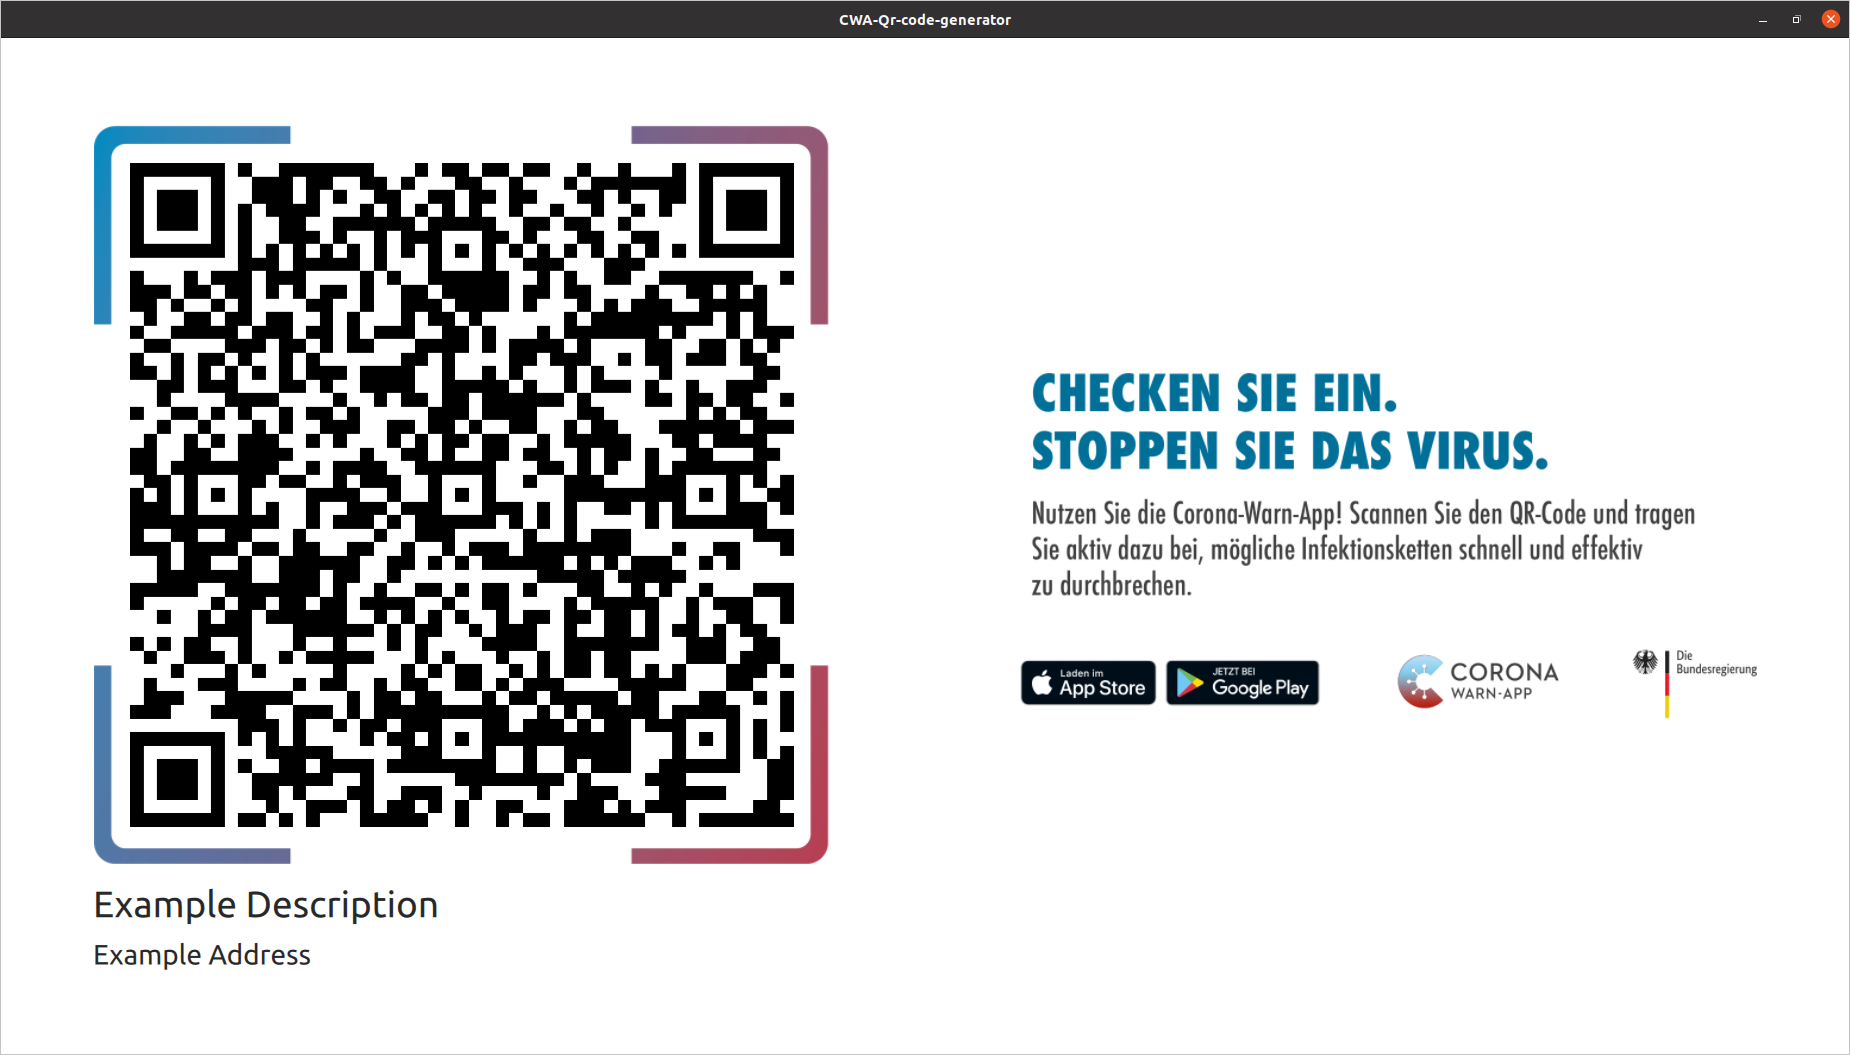 CWA-Qr-code-generator
CHECKEN SIE EIN.
STOPPEN SIE DAS VIRUS.
Nutzen Sie die Corona-Warn-App! Scannen Sie den QR-Code und tragen
Sie aktiv dazu bei, mögliche Infektionsketten schnell und effektiv
zu durchbrechen.
Laden im
App Store
JETZT BEI
Google Play
CORONA
WARN-APP
Die
Bundesregierung
Example Description
Example Address